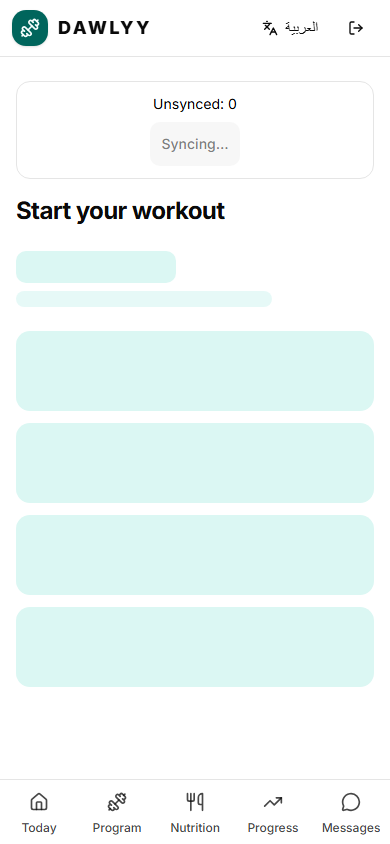 DAWLYY
العربية
Unsynced: 0
Syncing...
Start your workout
Today
Program
Nutrition
Progress
Messages